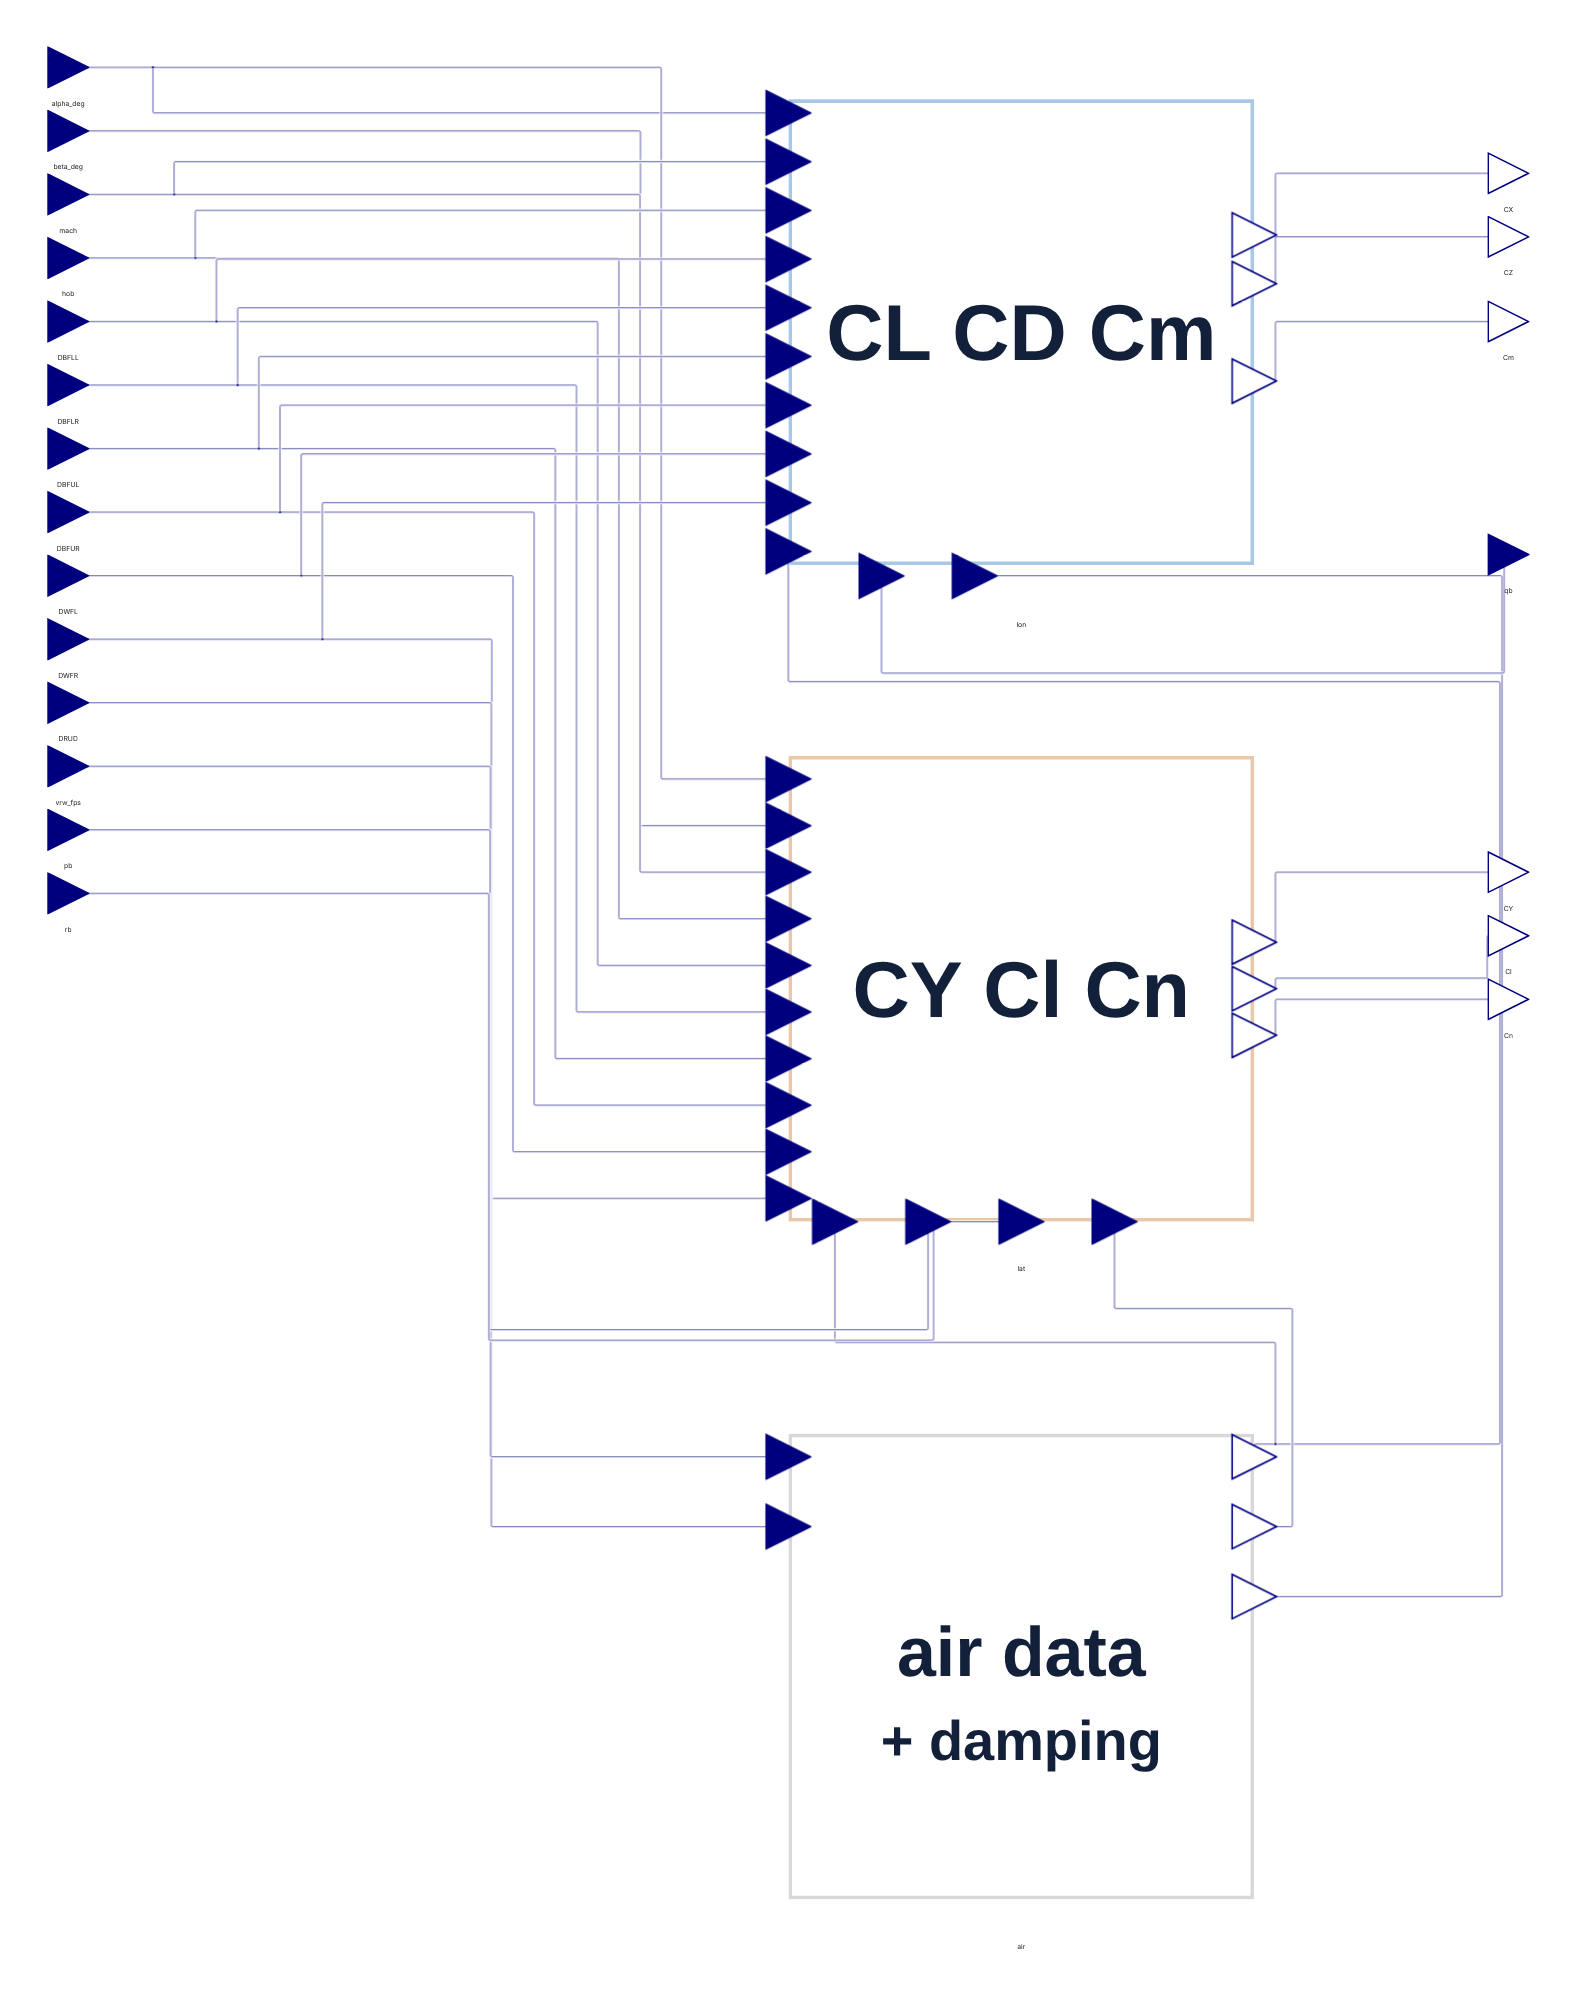 alpha_deg
beta_deg
mach
hob
DBFLL
DBFLR
DBFUL
DBFUR
DWFL
DWFR
DRUD
vrw_fps
pb
rb
CL CD Cm
lon
CX
CZ
Cm
qb
CY Cl Cn
lat
CY
Cl
Cn
air data
+ damping
air